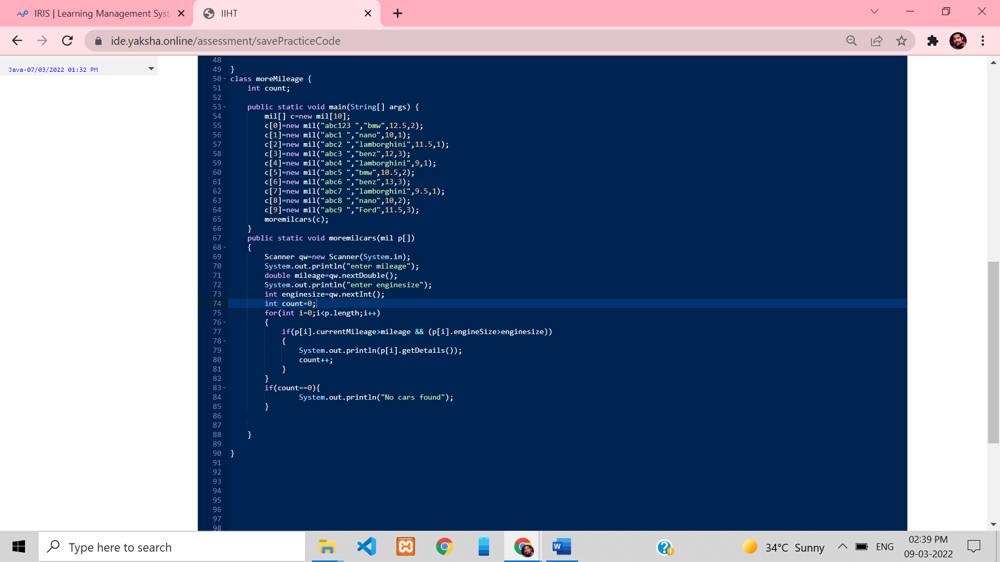 IRIS | Learning Management Syst
IIHT
ide.yaksha.online/assessment/savePracticeCode
Java-07/03/2022 01:32 PM
48
49 }
50 class moreMileage {
51     int count;
52
53     public static void main(String[] args) {
54         mil[] c=new mil[10];
55         c[0]=new mil("abc123 ","bmw",12.5,2);
56         c[1]=new mil("abc1 ","nano",10,1);
57         c[2]=new mil("abc2 ","lamborghini",11.5,1);
58         c[3]=new mil("abc3 ","benz",12,3);
59         c[4]=new mil("abc4 ","lamborghini",9,1);
60         c[5]=new mil("abc5 ","bmw",10.5,2);
61         c[6]=new mil("abc6 ","benz",13,3);
62         c[7]=new mil("abc7 ","lamborghini",9.5,1);
63         c[8]=new mil("abc8 ","nano",10,2);
64         c[9]=new mil("abc9 ","Ford",11.5,3);
65         moremilcars(c);
66     }
67     public static void moremilcars(mil p[])
68     {
69         Scanner qw=new Scanner(System.in);
70         System.out.println("enter mileage");
71         double mileage=qw.nextDouble();
72         System.out.println("enter enginesize");
73         int enginesize=qw.nextInt();
74         int count=0;
75         for(int i=0;i<p.length;i++)
76         {
77             if(p[i].currentMileage>mileage && (p[i].engineSize>enginesize))
78             {
79                 System.out.println(p[i].getDetails());
80                 count++;
81             }
82         }
83         if(count==0){
84                 System.out.println("No cars found");
85         }
86
87
88     }
89
90 }
91
92
93
94
95
96
97
98
Type here to search
W
34°C Sunny
ENG
02:39 PM
09-03-2022